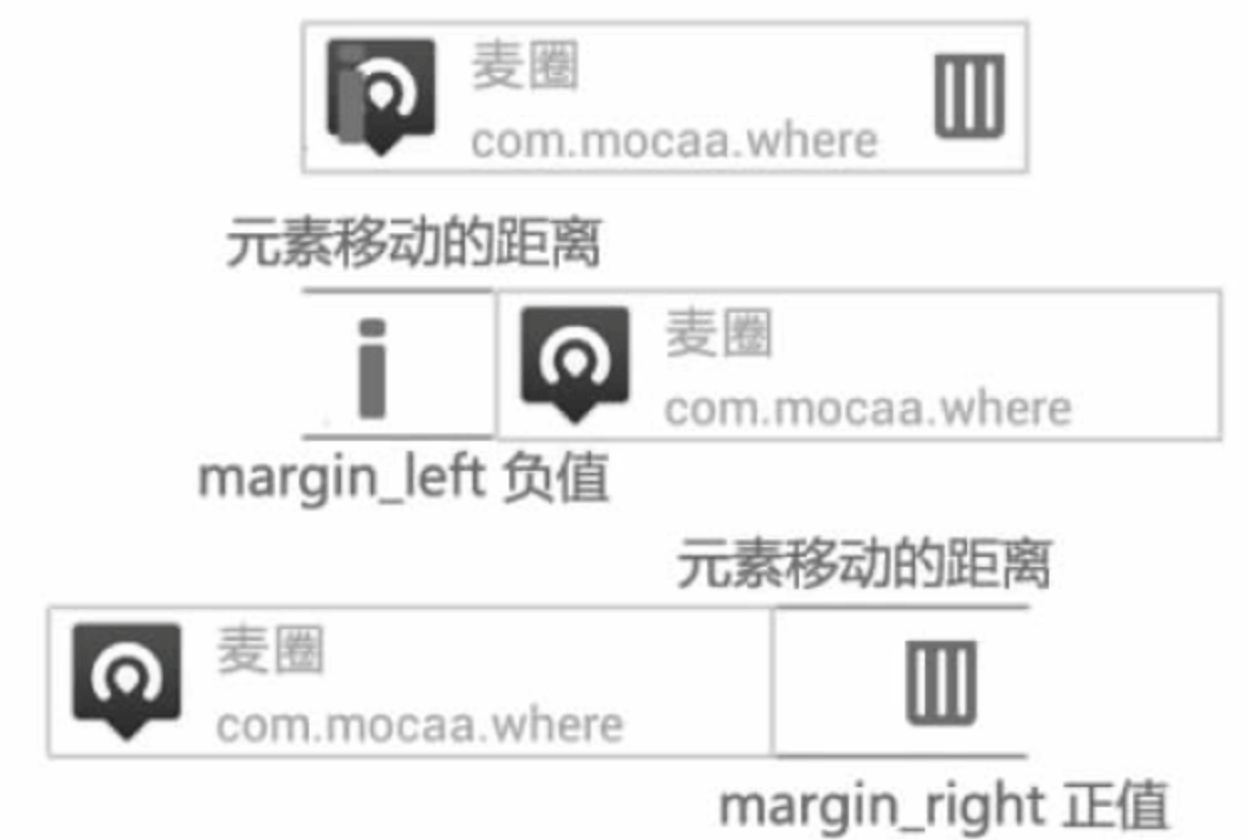 麦圈
com.mocaa.where
元素移动的距离
麦圈
com.mocaa.where
margin_left 负值
元素移动的距离
麦圈
com.mocaa.where
margin_right 正值